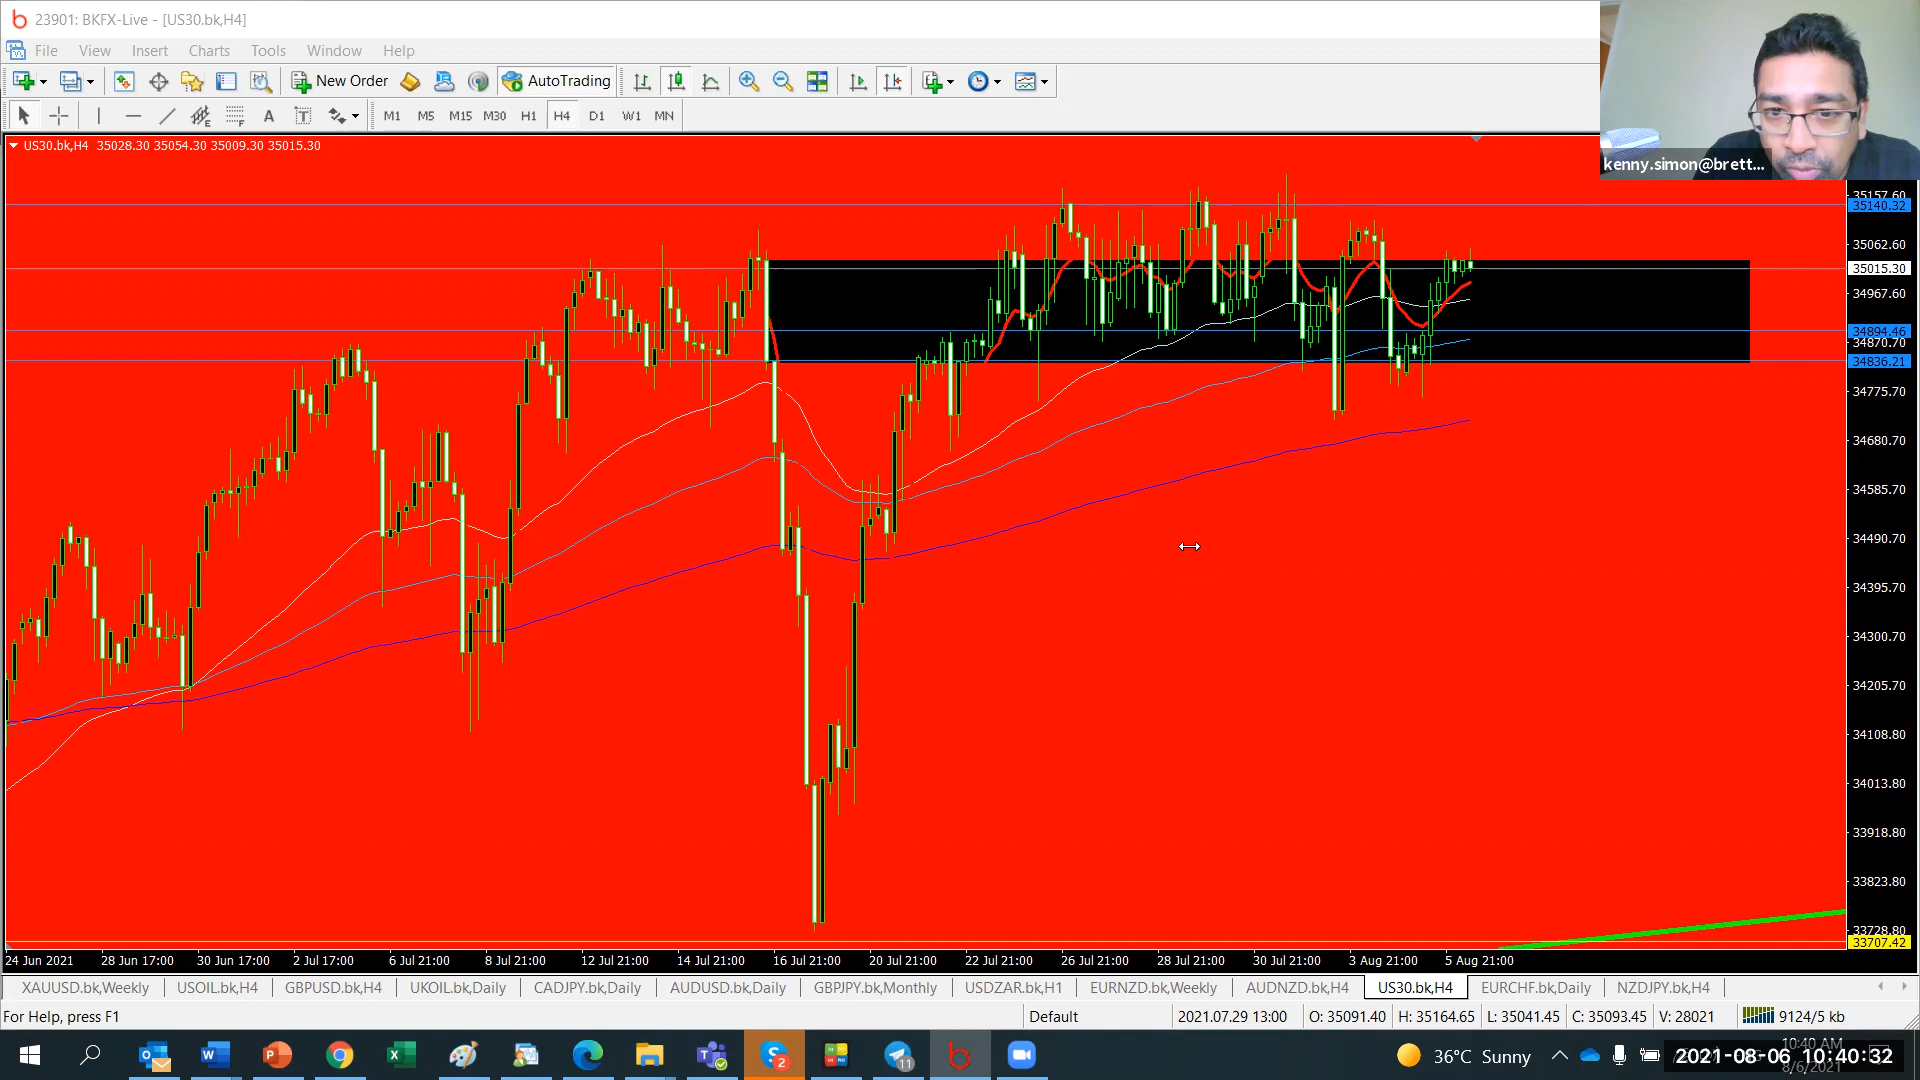 23901: BKFX-Live - [US30.bk,H4]
File View Insert Charts Tools Window Help
New Order AutoTrading
A T M1 M5 M15 M30 H1 H4 D1 W1 MN
kenny.simon@brett...
US30.bk,H4 35028.30 35054.30 35009.30 35015.30
35157.60
35140.32
35062.60
35015.30
34967.60
34894.46
34870.70
34836.21
34775.70
34680.70
34585.70
34490.70
34395.70
34300.70
34205.70
34108.80
34013.80
33918.80
33823.80
33728.80
33707.42
24 Jun 2021 28 Jun 17:00 30 Jun 17:00 2 Jul 17:00 6 Jul 21:00 8 Jul 21:00 12 Jul 21:00 14 Jul 21:00 16 Jul 21:00 20 Jul 21:00 22 Jul 21:00 26 Jul 21:00 28 Jul 21:00 30 Jul 21:00 3 Aug 21:00 5 Aug 21:00
XAUUSD.bk,Weekly USOIL.bk,H4 GBPUSD.bk,H4 UKOIL.bk,Daily CADJPY.bk,Daily AUDUSD.bk,Daily GBPJPY.bk,Monthly USDZAR.bk,H1 EURNZD.bk,Weekly AUDNZD.bk,H4 US30.bk,H4 EURCHF.bk,Daily NZDJPY.bk,H4
For Help, press F1 Default 2021.07.29 13:00 O: 35091.40 H: 35164.65 L: 35041.45 C: 35093.45 V: 28021 9124/5 kb
36°C Sunny 10:40 AM
2021-08-06 10:40:32
8/6/2021